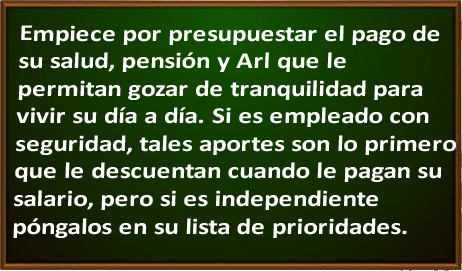 Empiece por presupuestar el pago de
su salud, pensión y Arl que le
permitan gozar de tranquilidad para
vivir su día a día. Si es empleado con
seguridad, tales aportes son lo primero
que le descuentan cuando le pagan su
salario, pero si es independiente
póngalos en su lista de prioridades.